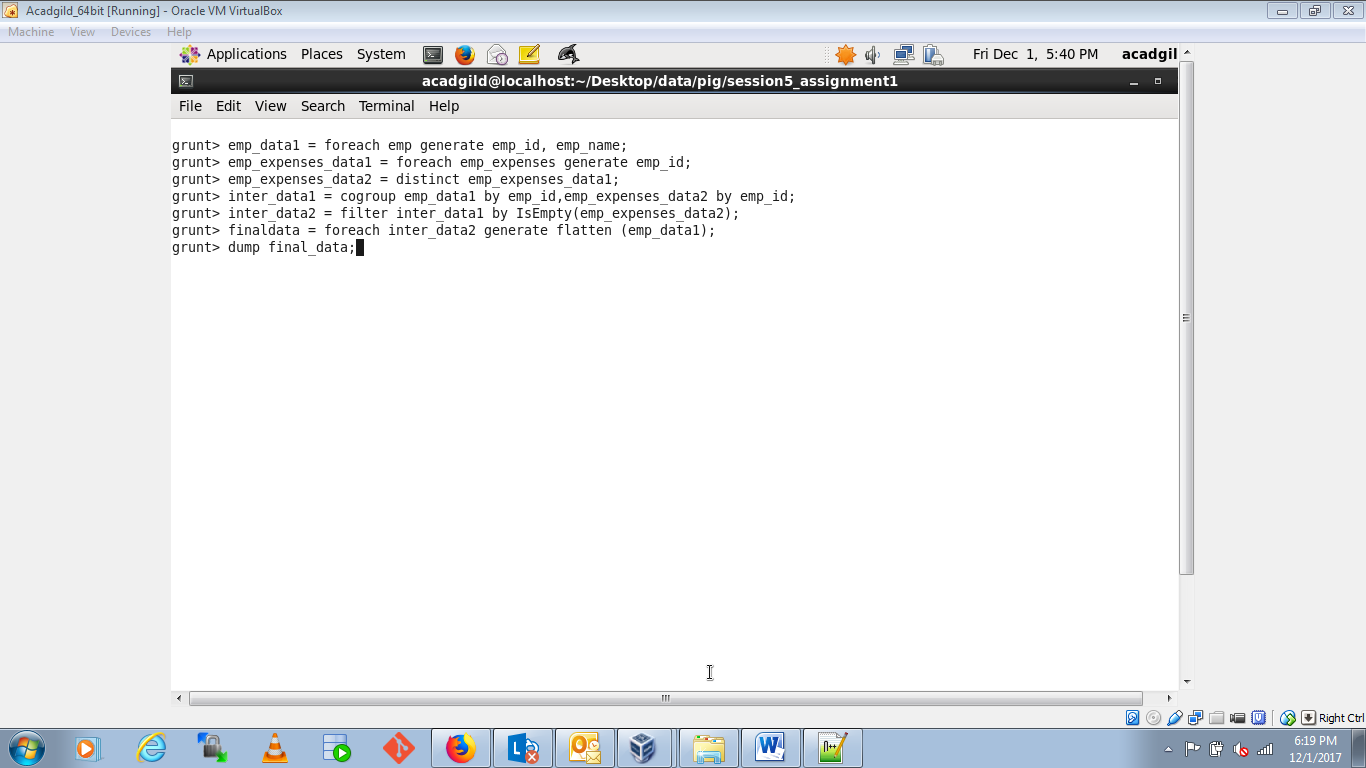 Acadgild_64bit [Running] - Oracle VM VirtualBox
Machine View Devices Help
Applications Places System Fri Dec 1, 5:40 PM acadgil
acadgild@localhost:~/Desktop/data/pig/session5_assignment1
File Edit View Search Terminal Help
grunt> emp_data1 = foreach emp generate emp_id, emp_name;
grunt> emp_expenses_data1 = foreach emp_expenses generate emp_id;
grunt> emp_expenses_data2 = distinct emp_expenses_data1;
grunt> inter_data1 = cogroup emp_data1 by emp_id,emp_expenses_data2 by emp_id;
grunt> inter_data2 = filter inter_data1 by IsEmpty(emp_expenses_data2);
grunt> finaldata = foreach inter_data2 generate flatten (emp_data1);
grunt> dump final_data;
Right Ctrl
6:19 PM
12/1/2017